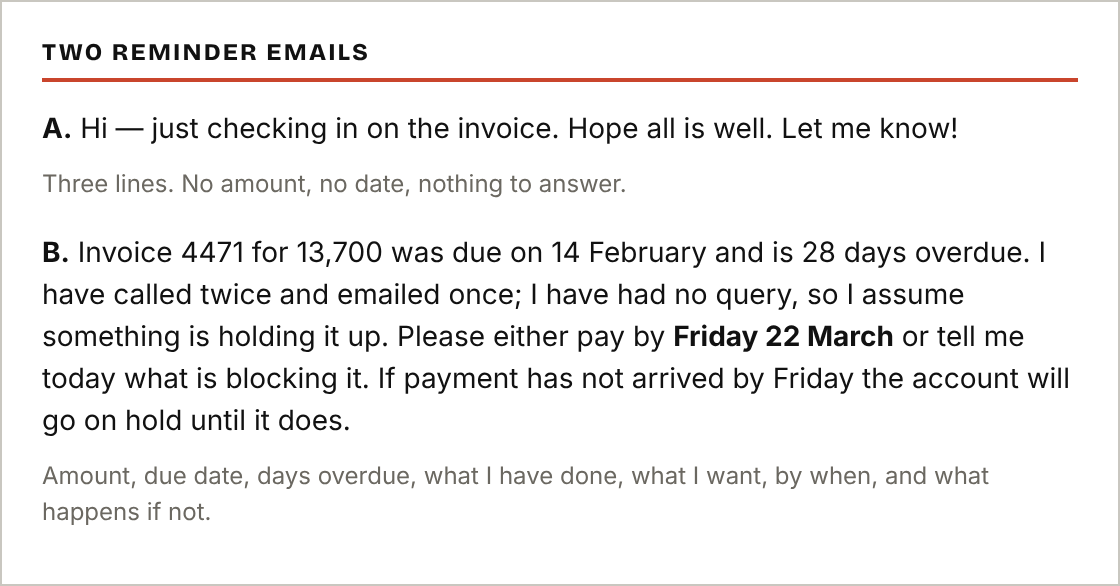 TWO REMINDER EMAILS
A. Hi — just checking in on the invoice. Hope all is well. Let me know!
Three lines. No amount, no date, nothing to answer.
B. Invoice 4471 for 13,700 was due on 14 February and is 28 days overdue. I
have called twice and emailed once; I have had no query, so I assume
something is holding it up. Please either pay by Friday 22 March or tell me
today what is blocking it. If payment has not arrived by Friday the account will
go on hold until it does.
Amount, due date, days overdue, what I have done, what I want, by when, and what
happens if not.